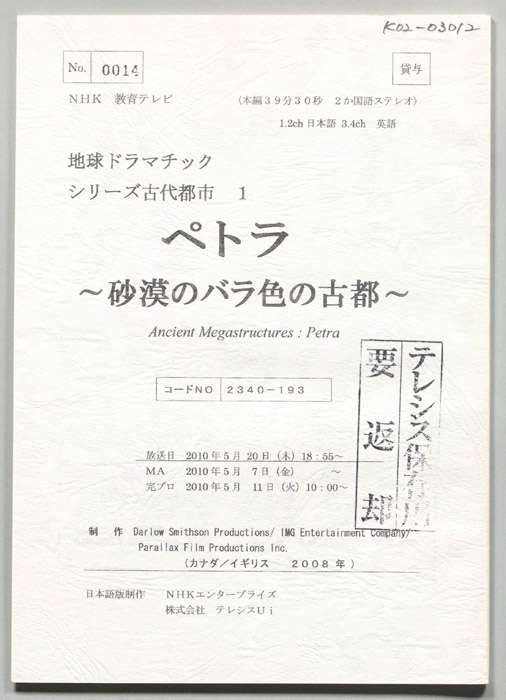 K02-03012
No. 0014
貸与
NHK 教育テレビ 〈本編39分30秒 2か国語ステレオ〉
1.2ch 日本語 3.4ch 英語
地球ドラマチック
シリーズ古代都市 1
ペトラ
～砂漠のバラ色の古都～
Ancient Megastructures : Petra
コードNO 2340-193
テレシス保存用
要返却
放送日 2010年5月 20日 (木) 18:55~
MA 2010年5月 7日 (金) ~
完プロ 2010年5月 11日 (火) 10:00~
制 作 Darlow Smithson Productions/ IMG Entertainment Company/
Parallax Film Productions Inc.
(カナダ/イギリス 2008年)
日本語版制作 NHKエンタープライズ
株式会社 テレシスUi